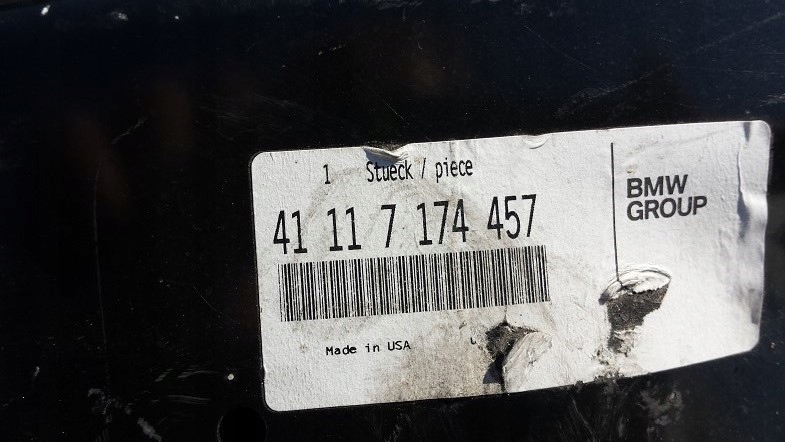 1 Stueck / piece
41 11 7 174 457
Made in USA
BMW
GROUP